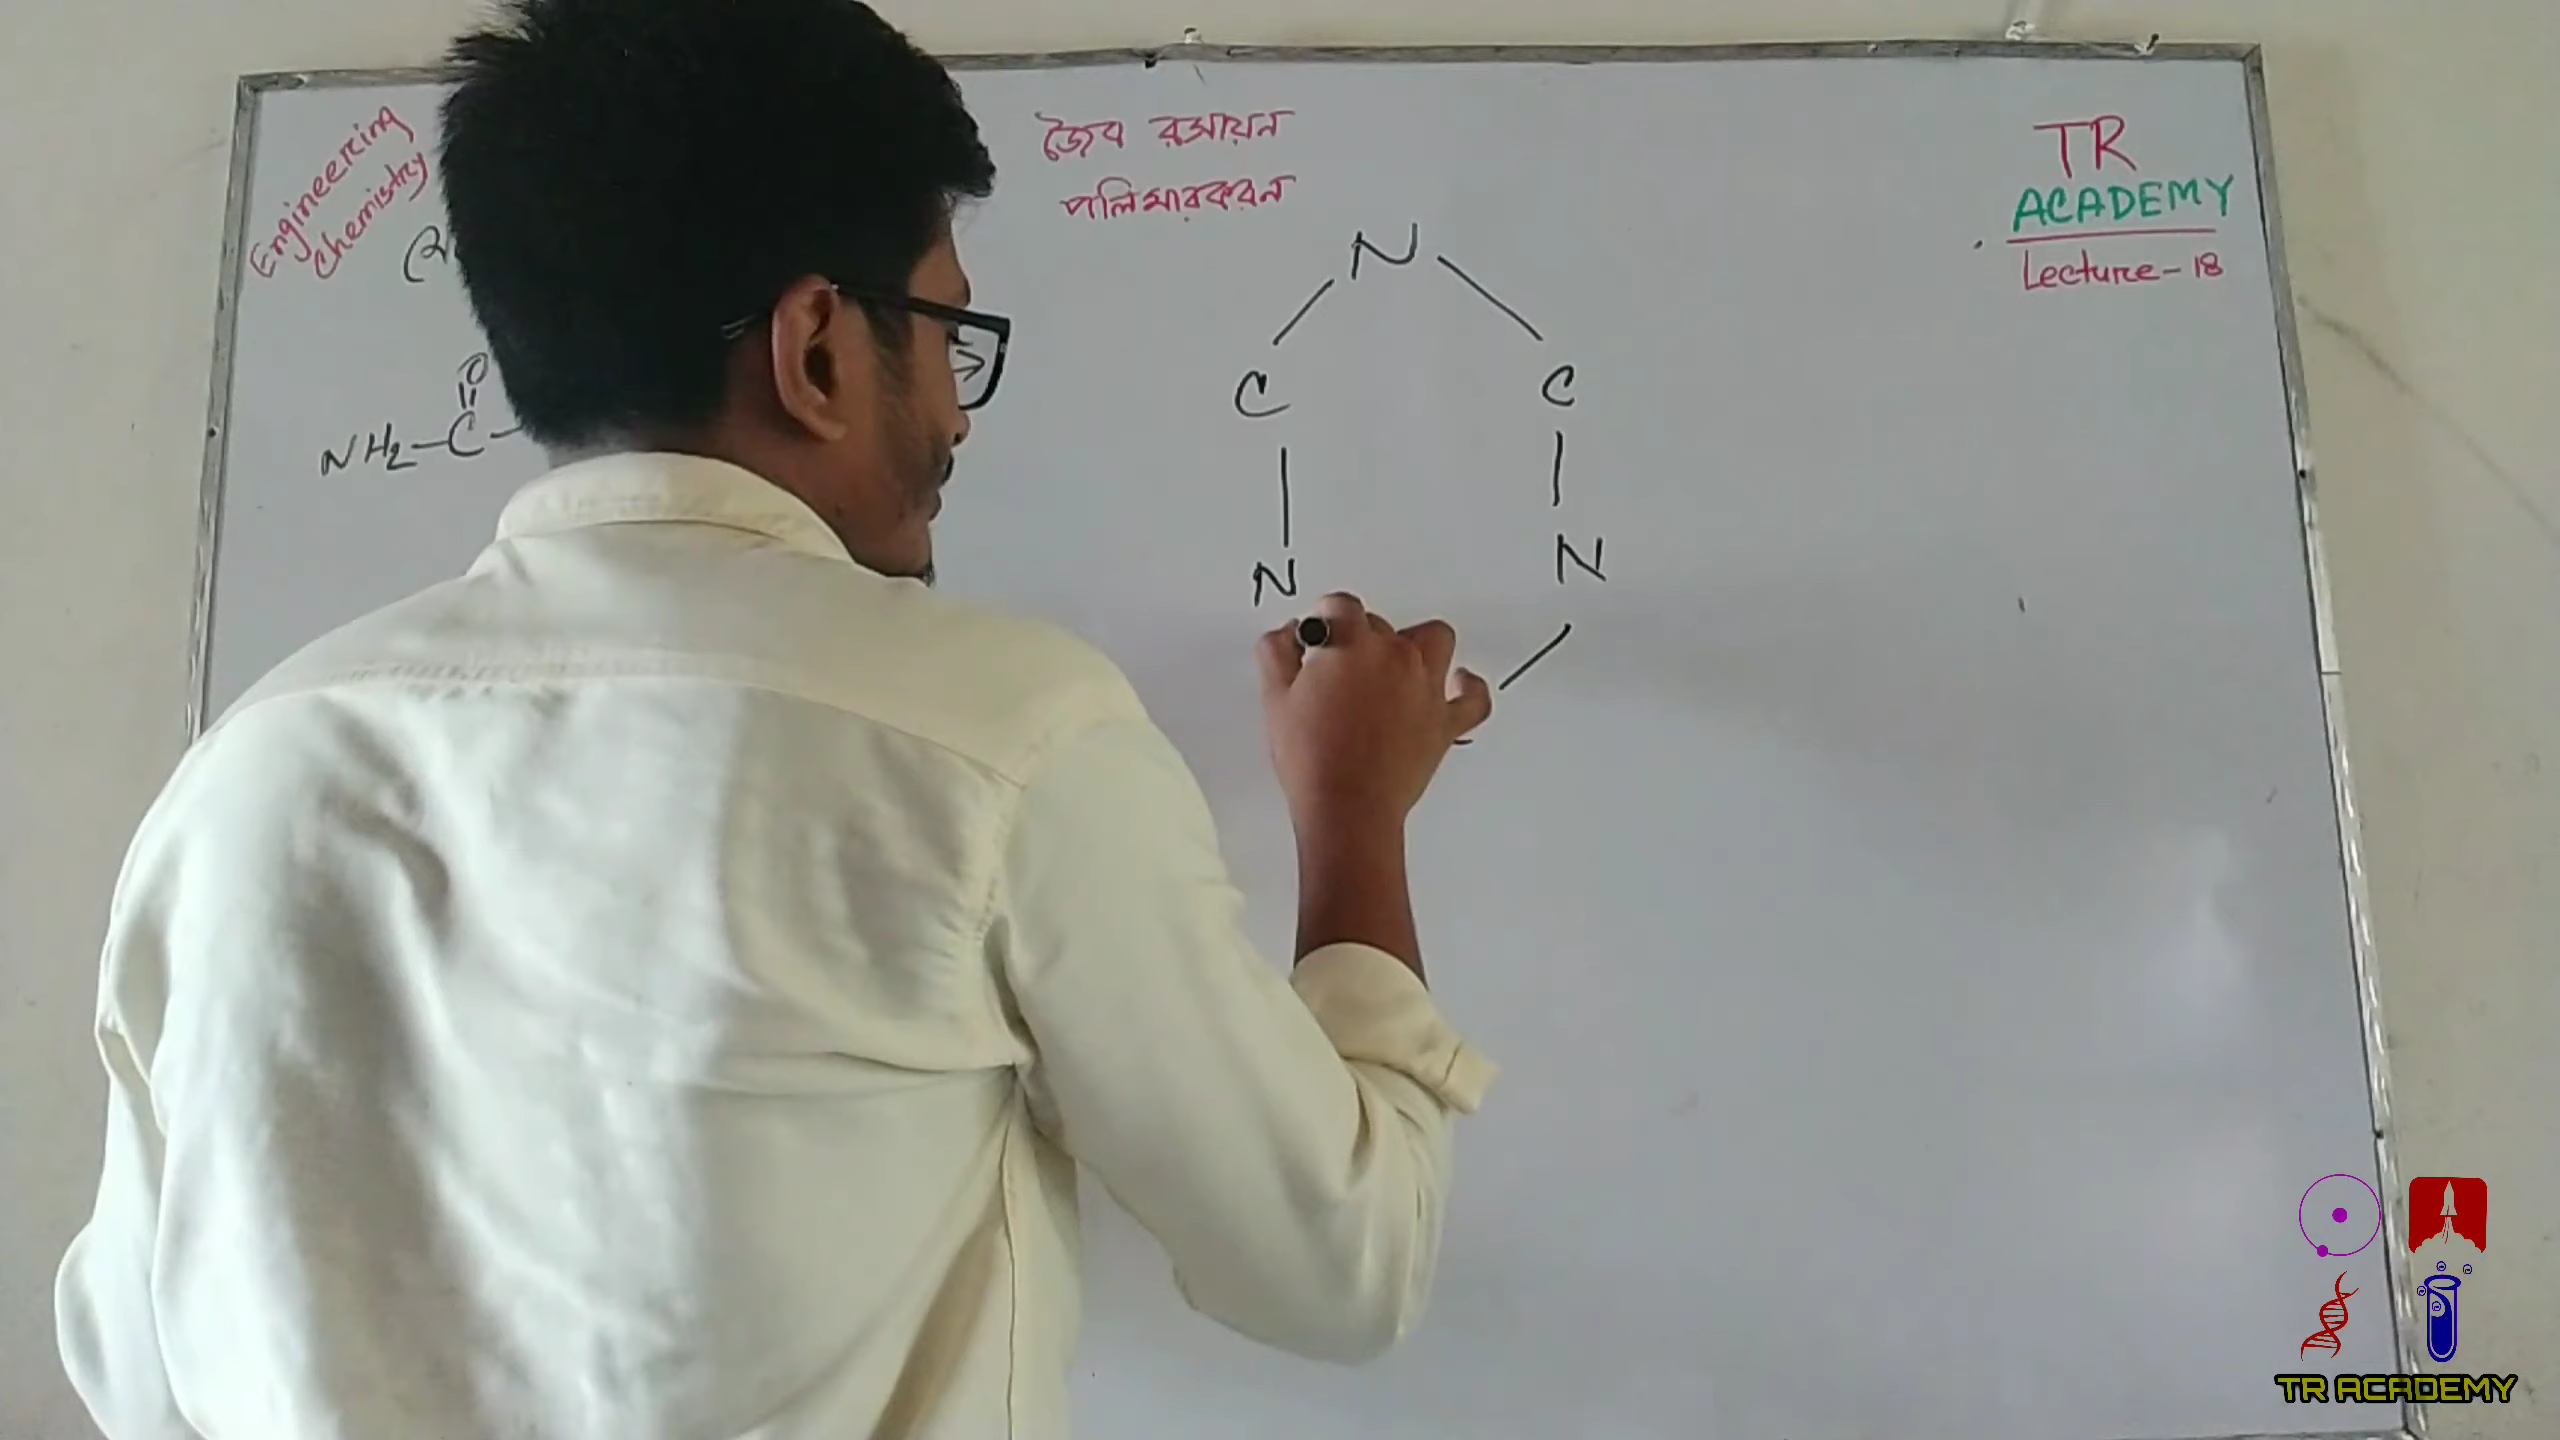 Engineering
Chemistry
জৈব রসায়ন
পলিমারকরন
TR
ACADEMY
Lecture-18
O
NH2-C-
N
C C
N N
TR ACADEMY